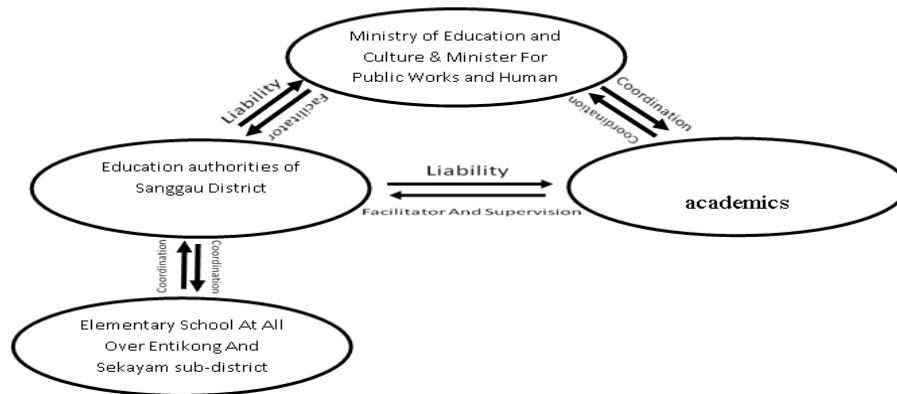 Ministry of Education and
Culture & Minister For
Public Works and Human
Liability
Facilitator
Coordination
Coordination
Education authorities of
Sanggau District
Liability
Facilitator And Supervision
academics
Coordination
Coordination
Elementary School At All
Over Entikong And
Sekayam sub-district